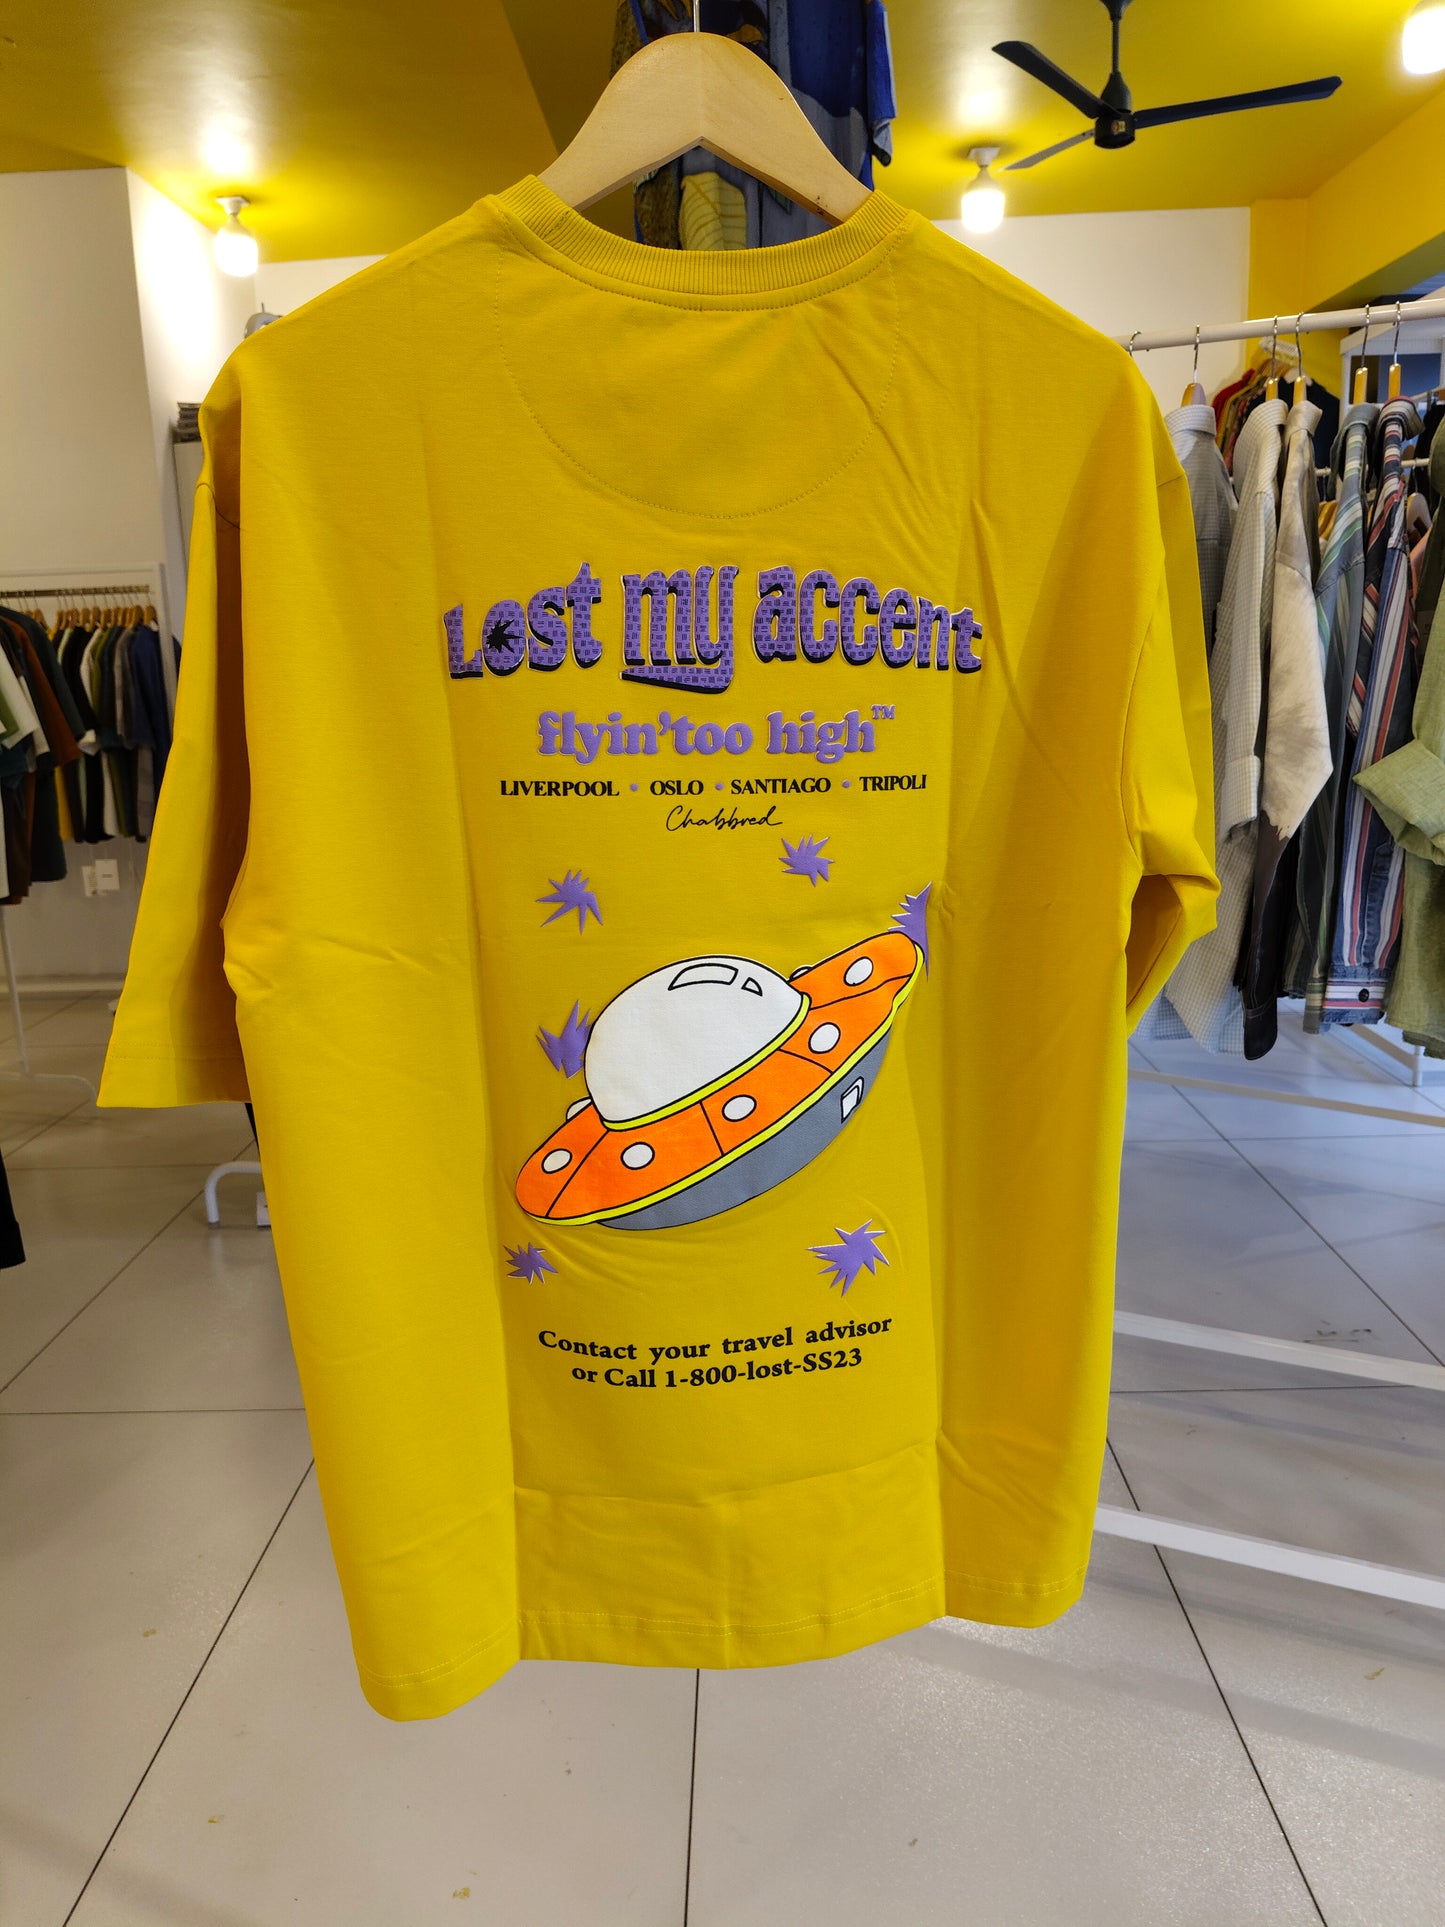 Lost my accent
flyin' too high™
LIVERPOOL • OSLO • SANTIAGO • TRIPOLI
Chabbred
Contact your travel advisor
or Call 1-800-lost-SS23